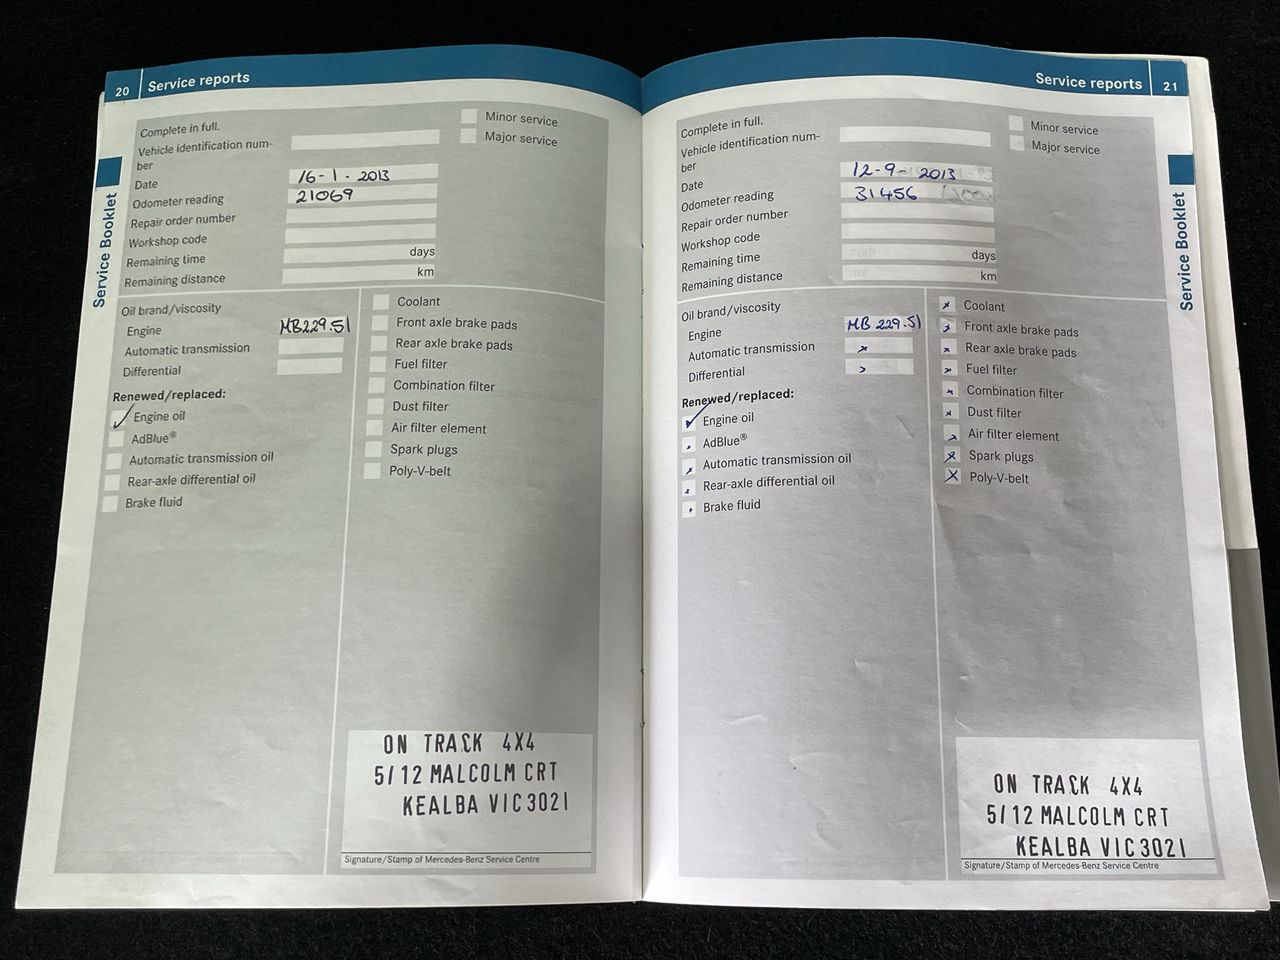 20 Service reports
Complete in full.
Vehicle identification num-
ber
Date 16-1-2013
Odometer reading 21069
Repair order number
Workshop code
Remaining time days
Remaining distance km
Minor service
Major service
Oil brand/viscosity
Engine MB229.51
Automatic transmission
Differential
Renewed/replaced:
Engine oil
AdBlue®
Automatic transmission oil
Rear-axle differential oil
Brake fluid
Coolant
Front axle brake pads
Rear axle brake pads
Fuel filter
Combination filter
Dust filter
Air filter element
Spark plugs
Poly-V-belt
ON TRACK 4X4
5/12 MALCOLM CRT
KEALBA VIC 3021
Signature/Stamp of Mercedes-Benz Service Centre
Service Booklet
Service reports 21
Complete in full.
Vehicle identification num-
ber
Date 12-9-2013
Odometer reading 31456
Repair order number
Workshop code
Remaining time days
Remaining distance km
Minor service
Major service
Oil brand/viscosity
Engine MB 229.51
Automatic transmission
Differential
Renewed/replaced:
Engine oil
AdBlue®
Automatic transmission oil
Rear-axle differential oil
Brake fluid
Coolant
Front axle brake pads
Rear axle brake pads
Fuel filter
Combination filter
Dust filter
Air filter element
Spark plugs
Poly-V-belt
ON TRACK 4X4
5/12 MALCOLM CRT
KEALBA VIC 3021
Signature/Stamp of Mercedes-Benz Service Centre
Service Booklet